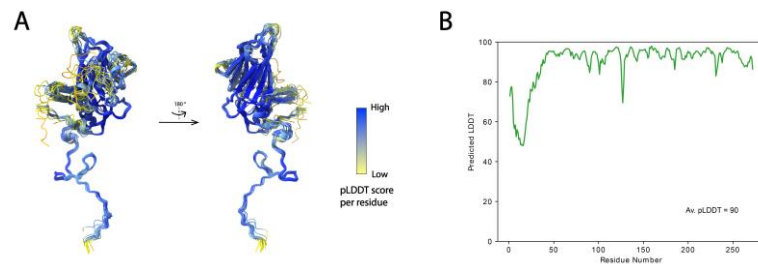 A
180°
High
Low
pLDDT score
per residue
B
Predicted LDDT
100
80
60
40
20
0
0
50
100
150
200
250
Av. pLDDT = 90
Residue Number